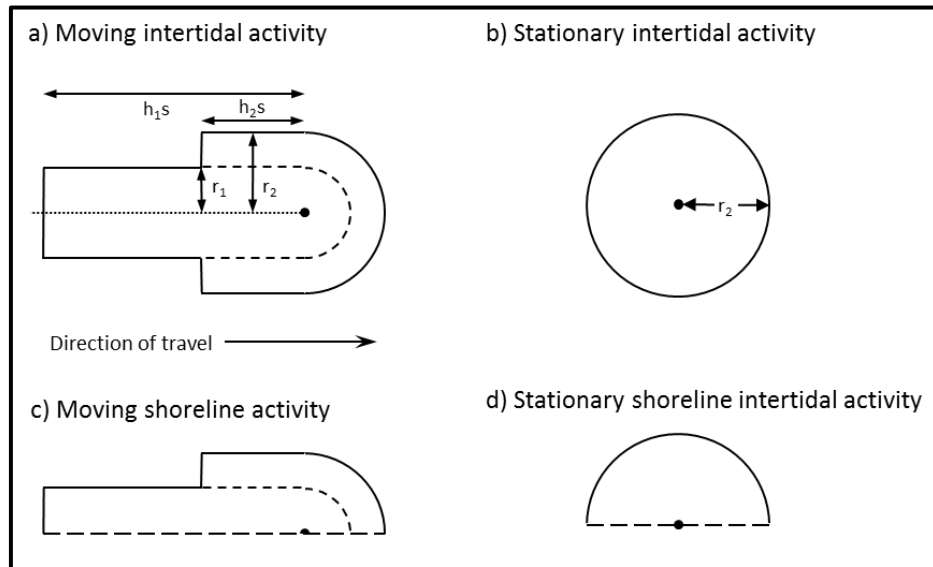 a) Moving intertidal activity
b) Stationary intertidal activity
h₁s
h₂s
r₁
r₂
r₂
Direction of travel
c) Moving shoreline activity
d) Stationary shoreline intertidal activity